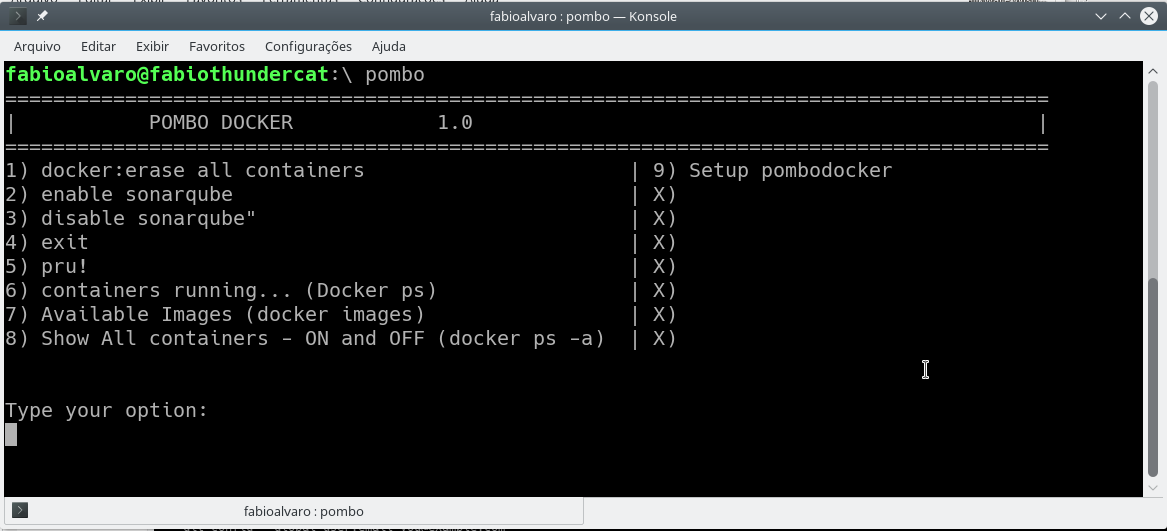 fabioalvaro : pombo — Konsole
Arquivo Editar Exibir Favoritos Configurações Ajuda
fabioalvaro@fabiothundercat:\ pombo
=======================================================================================
|           POMBO DOCKER            1.0                                               |
=======================================================================================
1) docker:erase all containers                      | 9) Setup pombodocker
2) enable sonarqube                                 | X)
3) disable sonarqube"                               | X)
4) exit                                             | X)
5) pru!                                             | X)
6) containers running... (Docker ps)                | X)
7) Available Images (docker images)                 | X)
8) Show All containers - ON and OFF (docker ps -a)  | X)
Type your option:
fabioalvaro : pombo